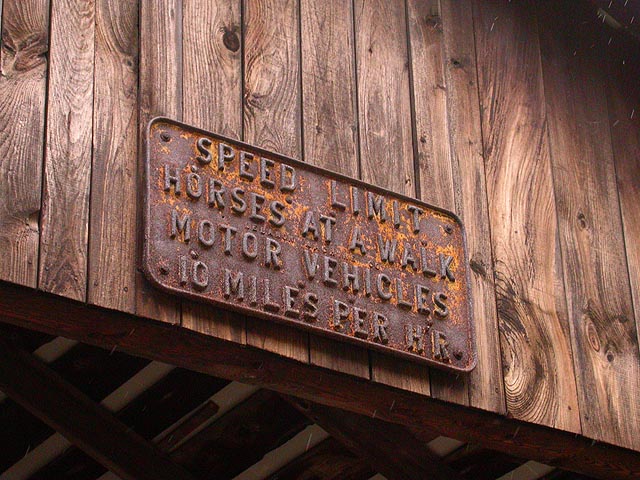 SPEED LIMIT
HORSES AT A WALK
MOTOR VEHICLES
10 MILES PER HR